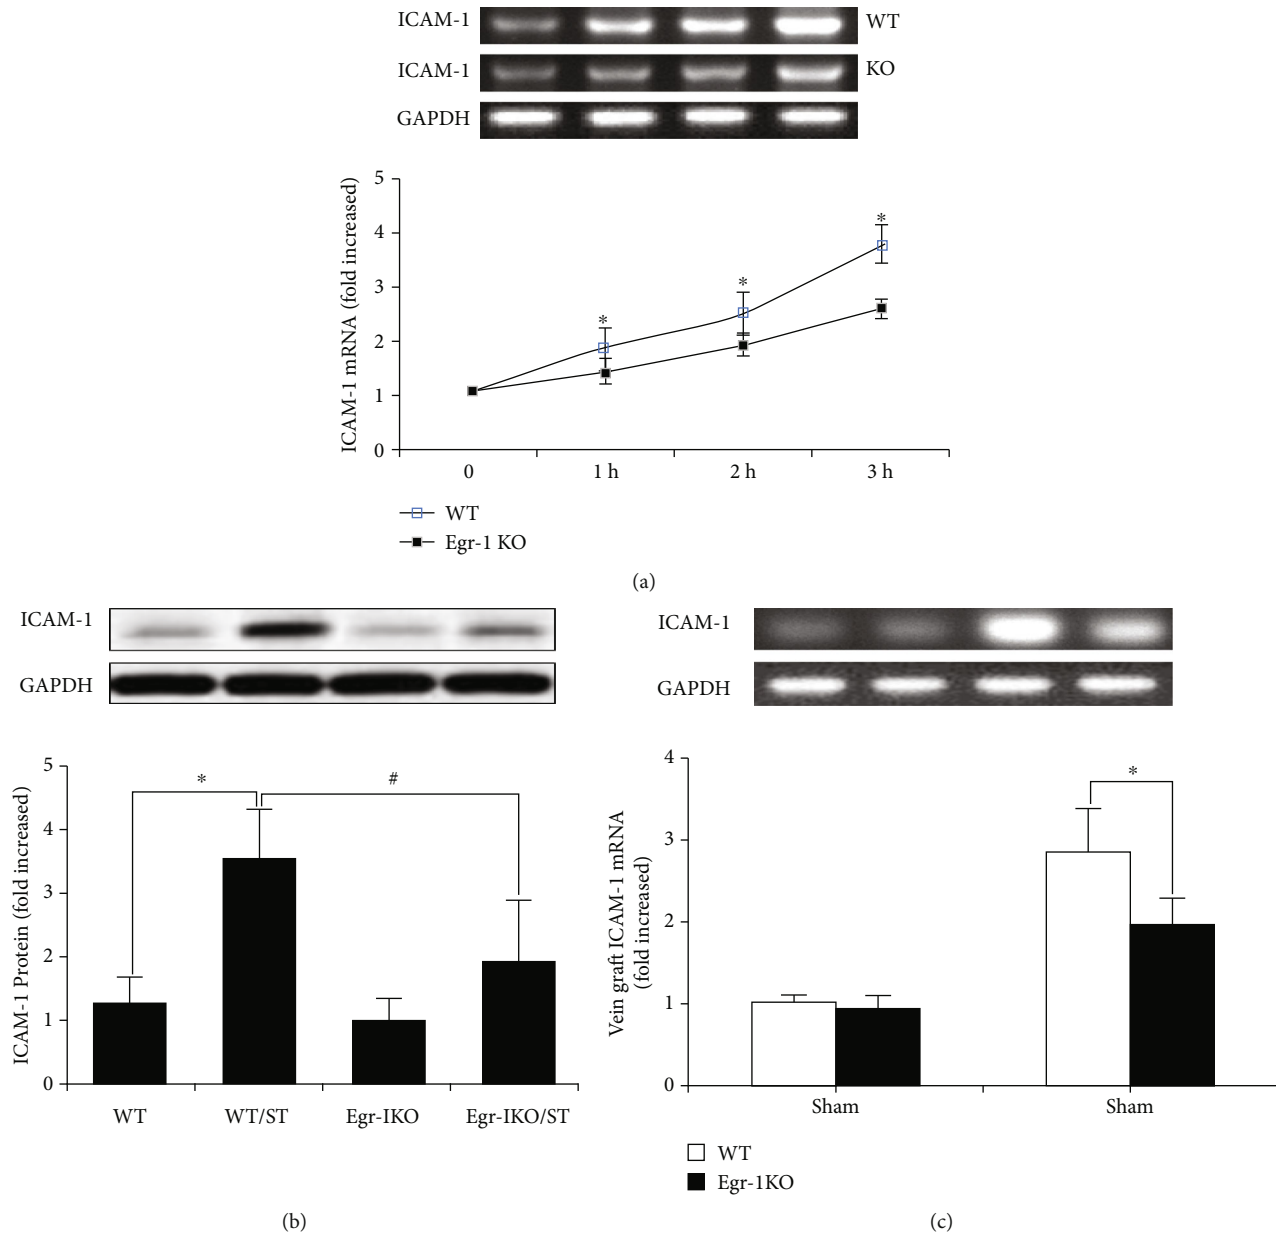 ICAM-1 WT
ICAM-1 KO
GAPDH
ICAM-1 mRNA (fold increased)
5
4
3
2
1
0
*
*
*
0 1 h 2 h 3 h
WT
Egr-1 KO
(a)
ICAM-1
GAPDH
ICAM-1 Protein (fold increased)
5
4
3
2
1
0
*
#
WT WT/ST Egr-IKO Egr-IKO/ST
(b)
ICAM-1
GAPDH
Vein graft ICAM-1 mRNA
(fold increased)
4
3
2
1
0
*
Sham Sham
WT
Egr-1KO
(c)